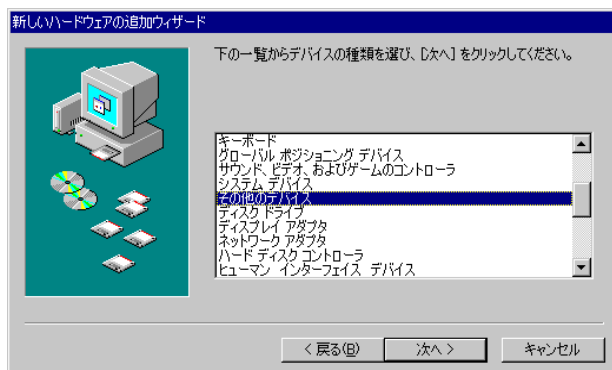 新しいハードウェアの追加ウィザード
下の一覧からデバイスの種類を選び、[次へ] をクリックしてください。
キーボード
グローバル ポジショニング デバイス
サウンド、ビデオ、およびゲームのコントローラ
システム デバイス
その他のデバイス
ディスク ドライブ
ディスプレイ アダプタ
ネットワーク アダプタ
ハード ディスク コントローラ
ヒューマン インターフェイス デバイス
< 戻る(B)
次へ >
キャンセル